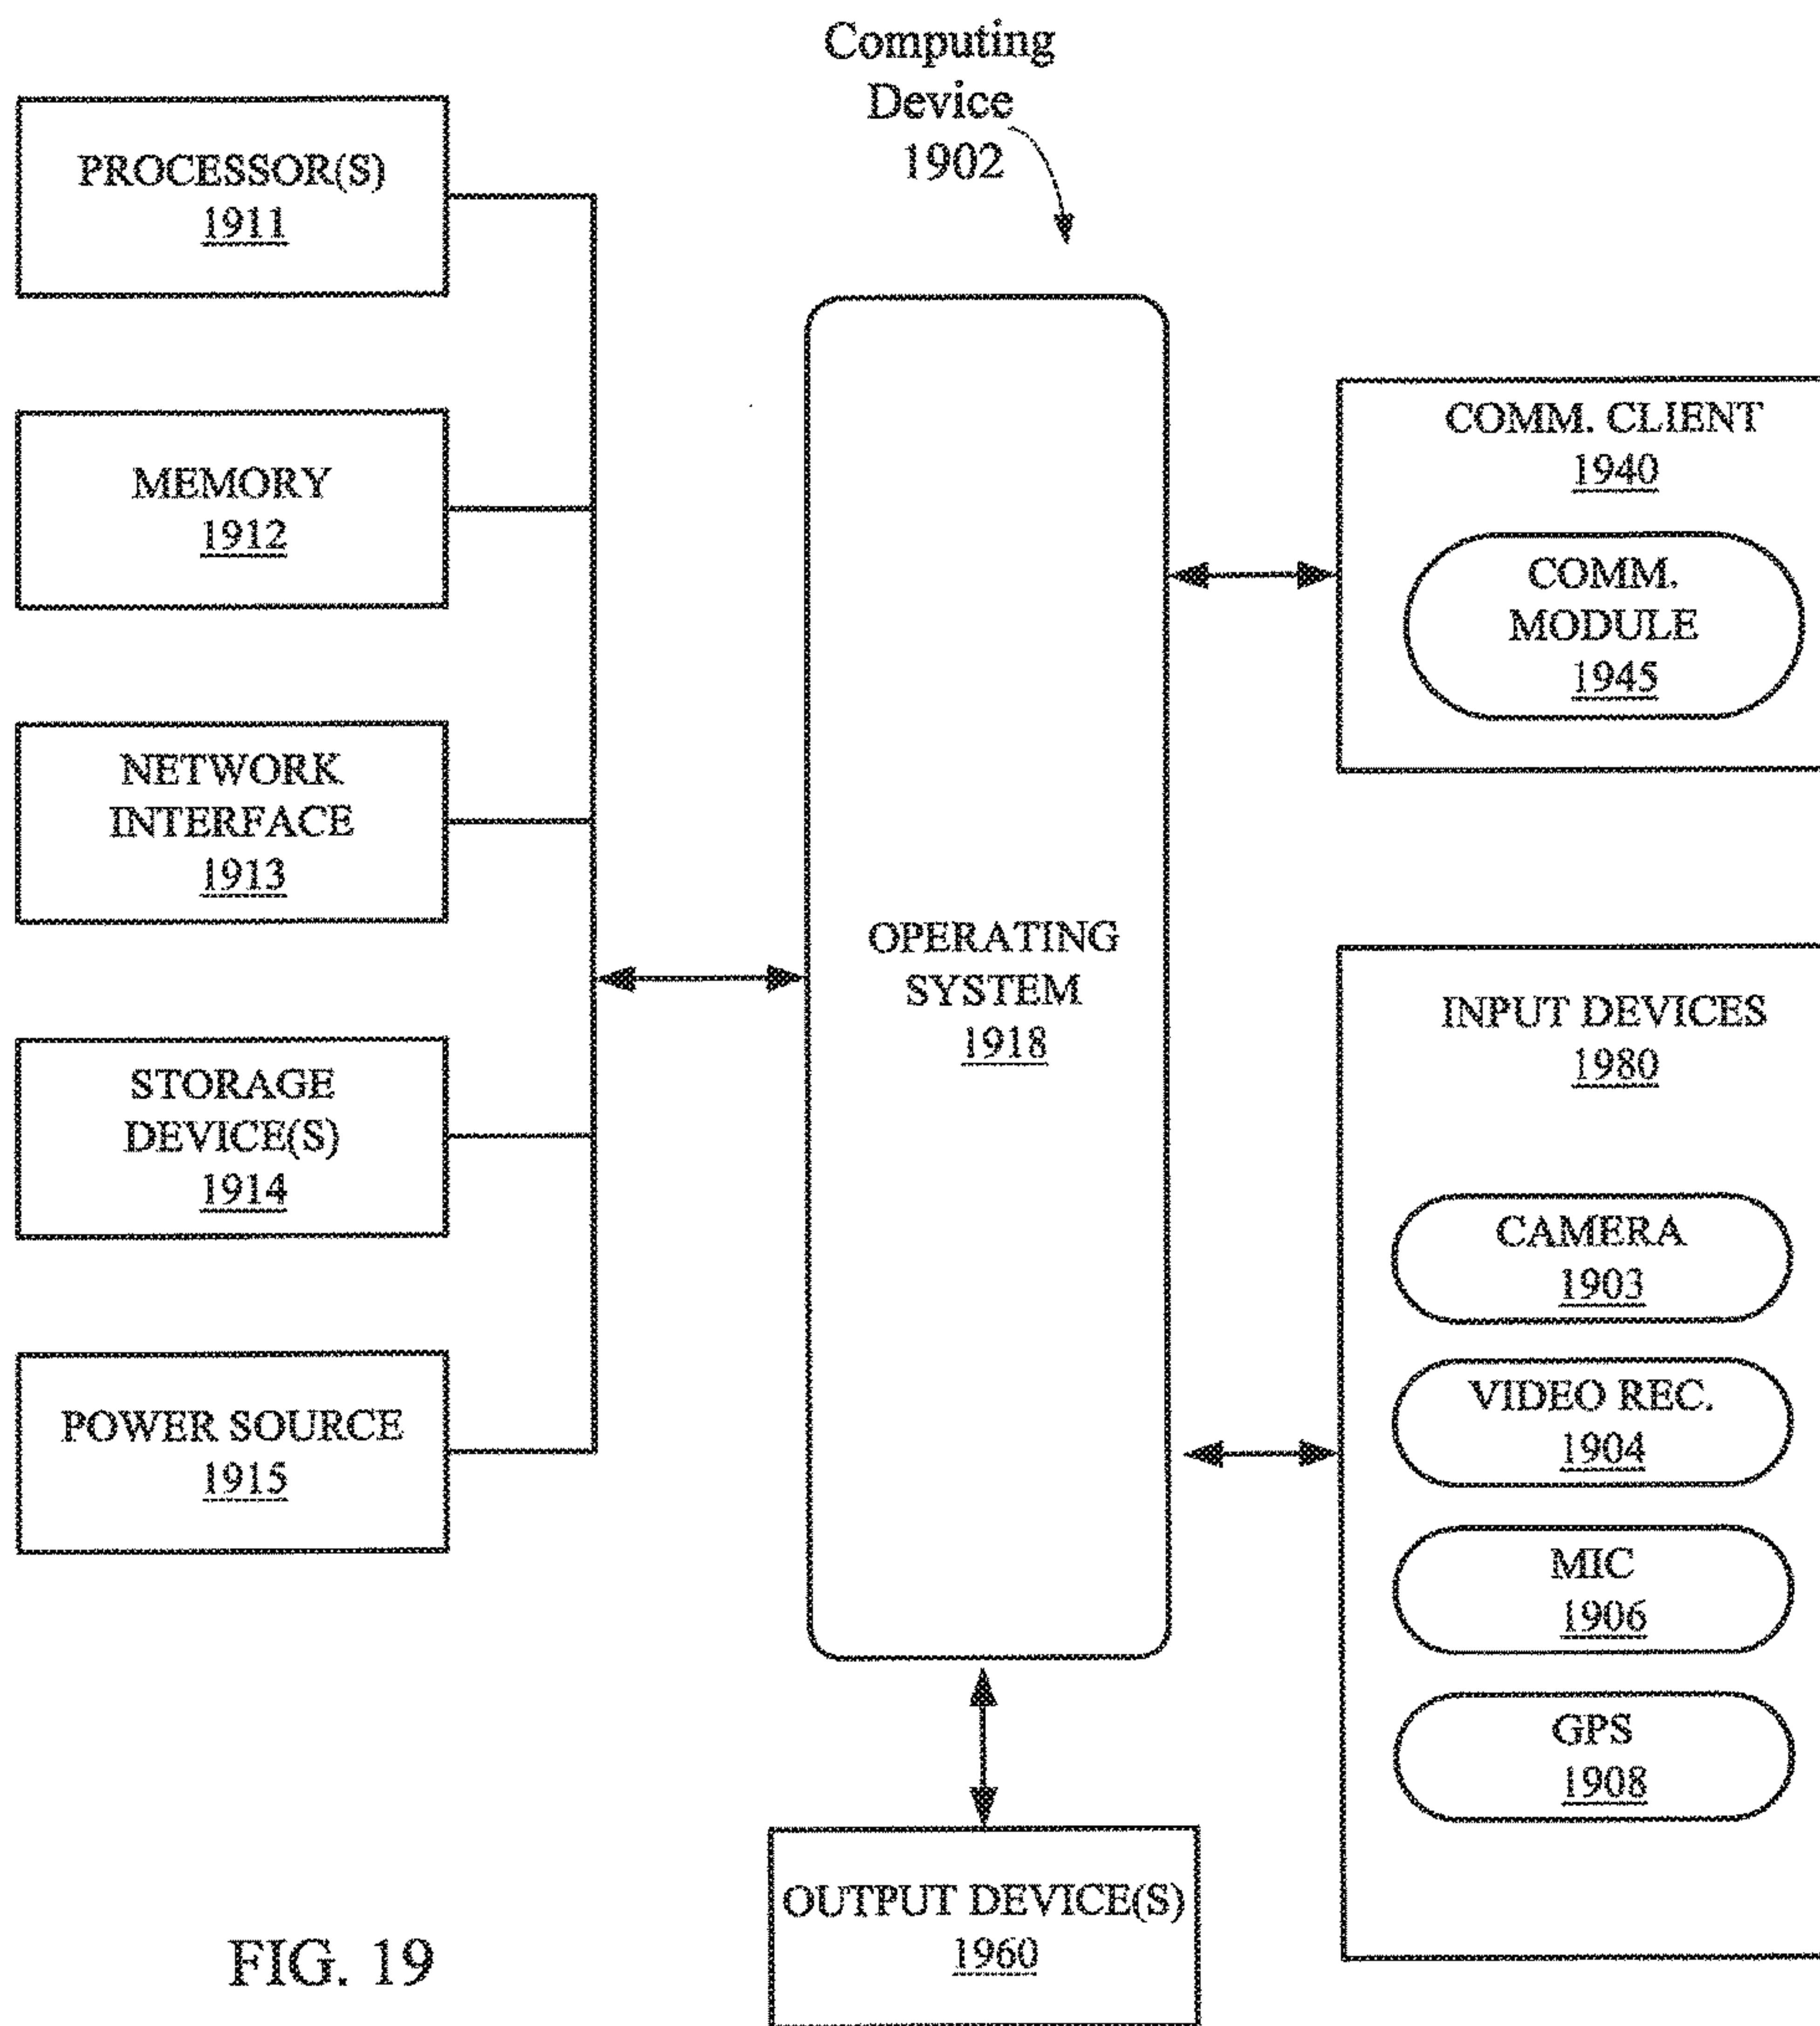 Computing
Device
1902
PROCESSOR(S)
1911
MEMORY
1912
NETWORK
INTERFACE
1913
STORAGE
DEVICE(S)
1914
POWER SOURCE
1915
OPERATING
SYSTEM
1918
COMM. CLIENT
1940
COMM.
MODULE
1945
INPUT DEVICES
1980
CAMERA
1903
VIDEO REC.
1904
MIC
1906
GPS
1908
OUTPUT DEVICE(S)
1960
FIG. 19